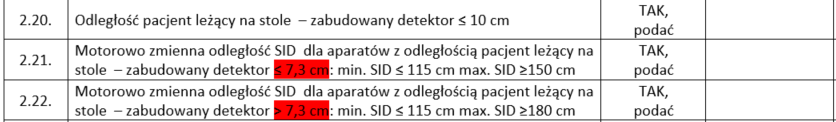 2.20. Odległość pacjent leżący na stole – zabudowany detektor ≤ 10 cm TAK,
podać
2.21. Motorowo zmienna odległość SID dla aparatów z odległością pacjent leżący na
stole – zabudowany detektor ≤ 7,3 cm: min. SID ≤ 115 cm max. SID ≥150 cm TAK,
podać
2.22. Motorowo zmienna odległość SID dla aparatów z odległością pacjent leżący na
stole – zabudowany detektor > 7,3 cm: min. SID ≤ 115 cm max. SID ≥180 cm TAK,
podać